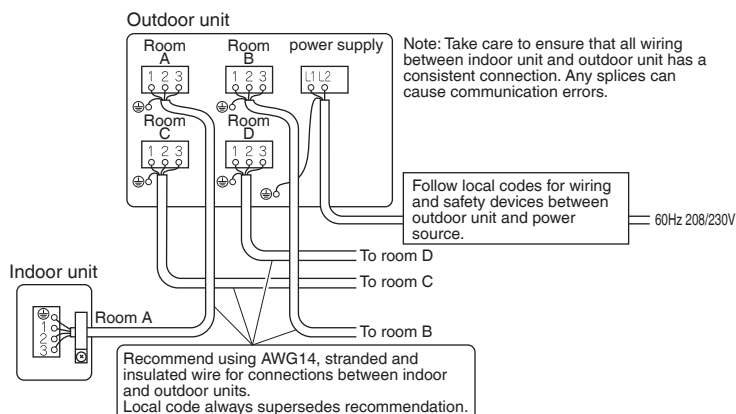 Outdoor unit
Room
A
1 2 3
Room
B
1 2 3
power supply
L1 L2
Room
C
1 2 3
Room
D
1 2 3
Note: Take care to ensure that all wiring
between indoor unit and outdoor unit has a
consistent connection. Any splices can
cause communication errors.
Follow local codes for wiring
and safety devices between
outdoor unit and power
source.
60Hz 208/230V
To room D
To room C
To room B
Indoor unit
Room A
1
2
3
Recommend using AWG14, stranded and
insulated wire for connections between indoor
and outdoor units.
Local code always supersedes recommendation.